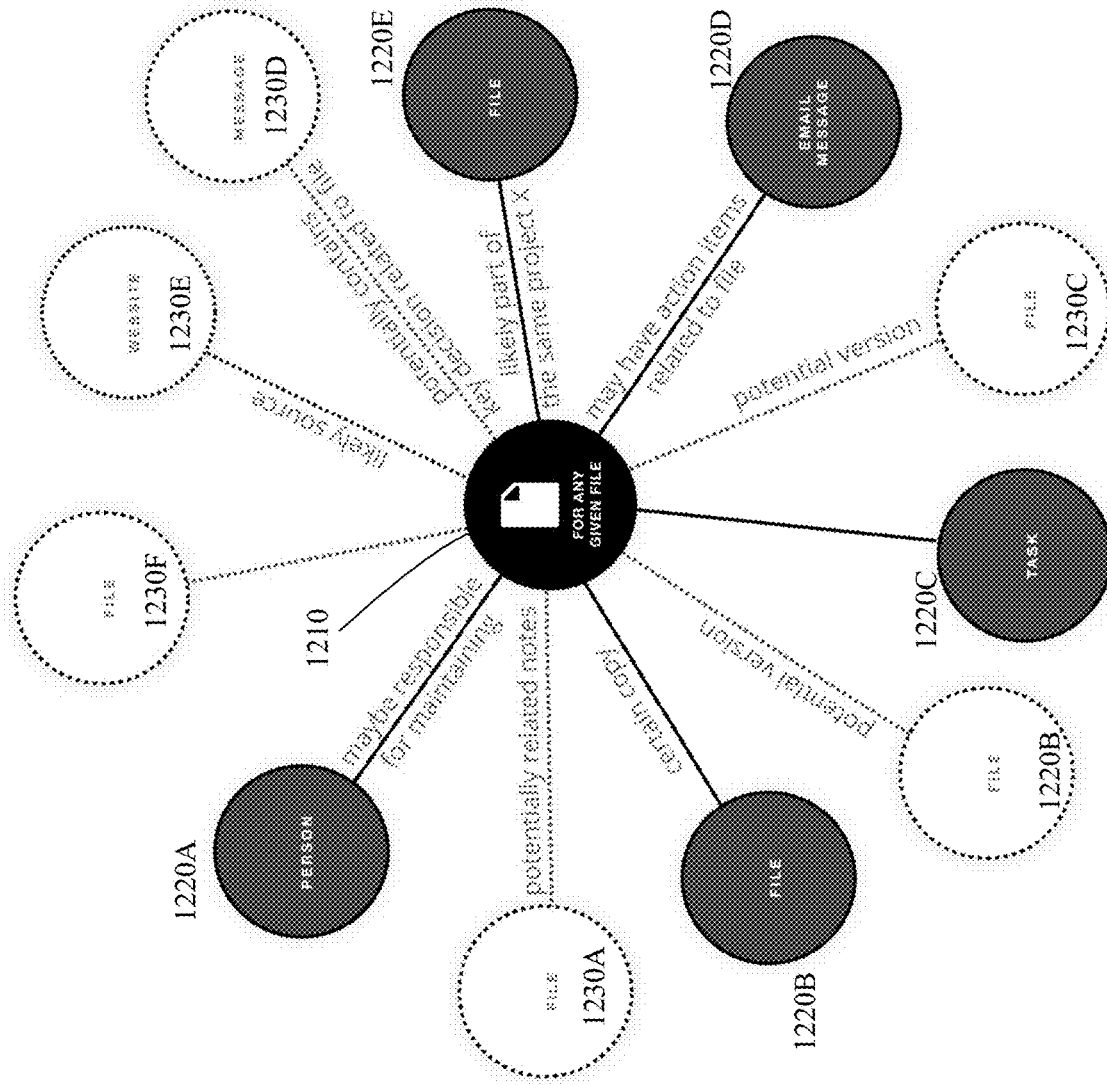 MESSAGE
1230D
1220E
FILE
1220D
EMAIL
MESSAGE
WEBSITE
1230E
potentially contains
key decision related to file
likely part of
the same project X
may have action items
related to file
FILE
1230C
potential version
likely source
FOR ANY
GIVEN FILE
FILE
1230F
1210
TASK
1220C
maybe responsible
for maintaining
potentially related notes
certain copy
potential version
PERSON
1220A
FILE
1230A
FILE
1220B
FILE
1220B